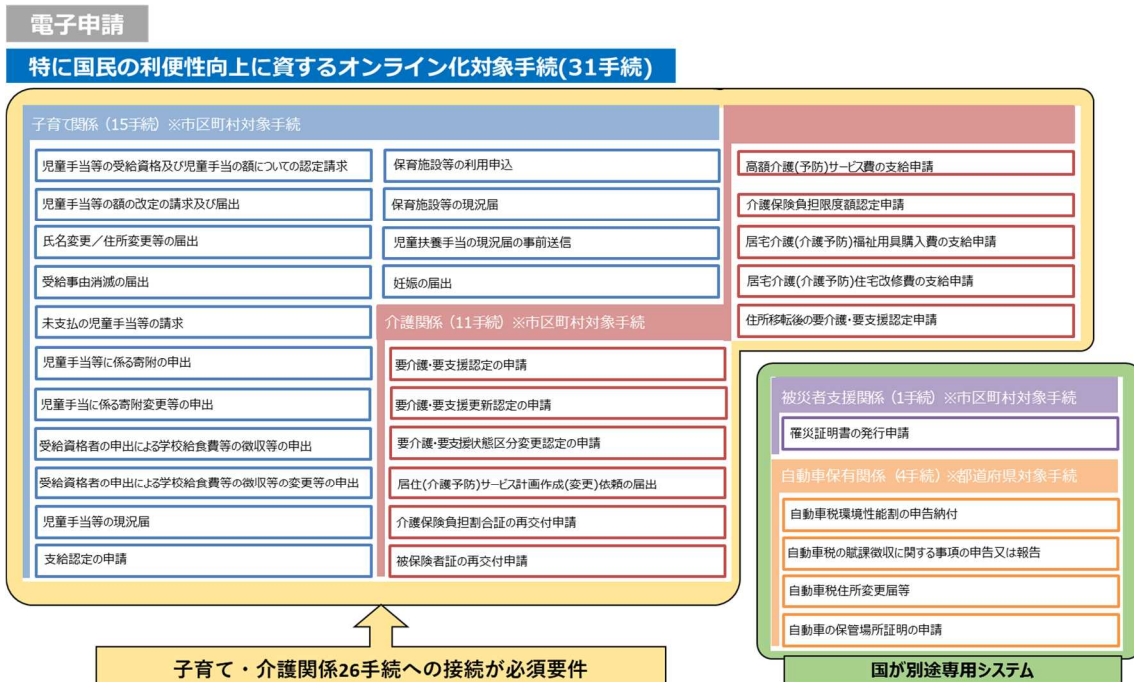 電子申請
特に国民の利便性向上に資するオンライン化対象手続(31手続)
子育て関係（15手続）※市区町村対象手続
児童手当等の受給資格及び児童手当の額についての認定請求
児童手当等の額の改定の請求及び届出
氏名変更／住所変更等の届出
受給事由消滅の届出
未支払の児童手当等の請求
児童手当等に係る寄附の申出
児童手当に係る寄附変更等の申出
受給資格者の申出による学校給食費等の徴収等の申出
受給資格者の申出による学校給食費等の徴収等の変更等の申出
児童手当等の現況届
支給認定の申請
保育施設等の利用申込
保育施設等の現況届
児童扶養手当の現況届の事前送信
妊娠の届出
介護関係（11手続）※市区町村対象手続
要介護･要支援認定の申請
要介護･要支援更新認定の申請
要介護･要支援状態区分変更認定の申請
居住(介護予防)サービス計画作成(変更)依頼の届出
介護保険負担割合証の再交付申請
被保険者証の再交付申請
高額介護(予防)サービス費の支給申請
介護保険負担限度額認定申請
居宅介護(介護予防)福祉用具購入費の支給申請
居宅介護(介護予防)住宅改修費の支給申請
住所移転後の要介護･要支援認定申請
子育て・介護関係26手続への接続が必須要件
被災者支援関係（1手続）※市区町村対象手続
罹災証明書の発行申請
自動車保有関係（4手続）※都道府県対象手続
自動車税環境性能割の申告納付
自動車税の賦課徴収に関する事項の申告又は報告
自動車税住所変更届等
自動車の保管場所証明の申請
国が別途専用システム